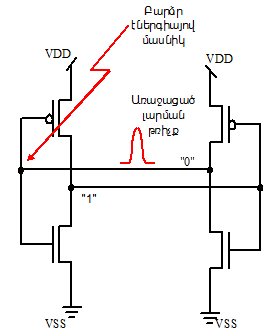 Բարձր
էներգիայով
մասնիկ
VDD
VDD
Առաջացած
լարման
թռիչք
"0"
"1"
VSS
VSS